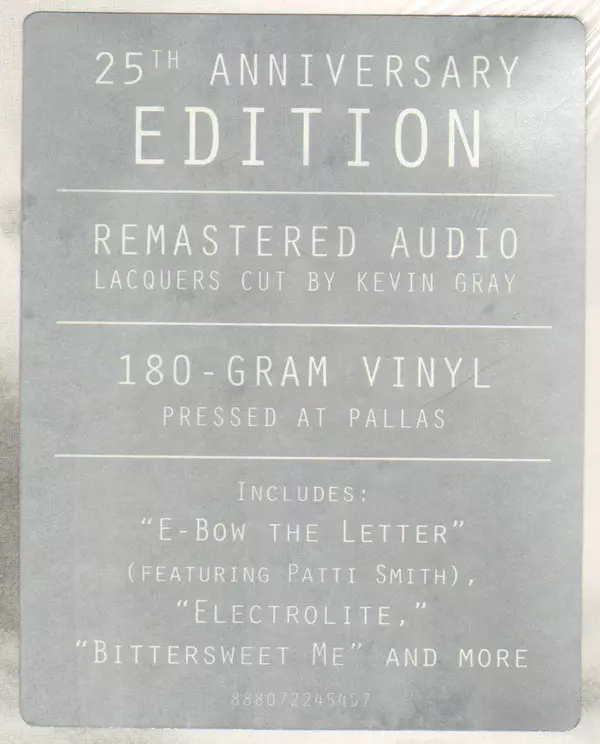 25TH ANNIVERSARY
EDITION
REMASTERED AUDIO
LACQUERS CUT BY KEVIN GRAY
180-GRAM VINYL
PRESSED AT PALLAS
INCLUDES:
“E-BOW THE LETTER”
(FEATURING PATTI SMITH),
“ELECTROLITE,”
“BITTERSWEET ME” AND MORE
888072245457